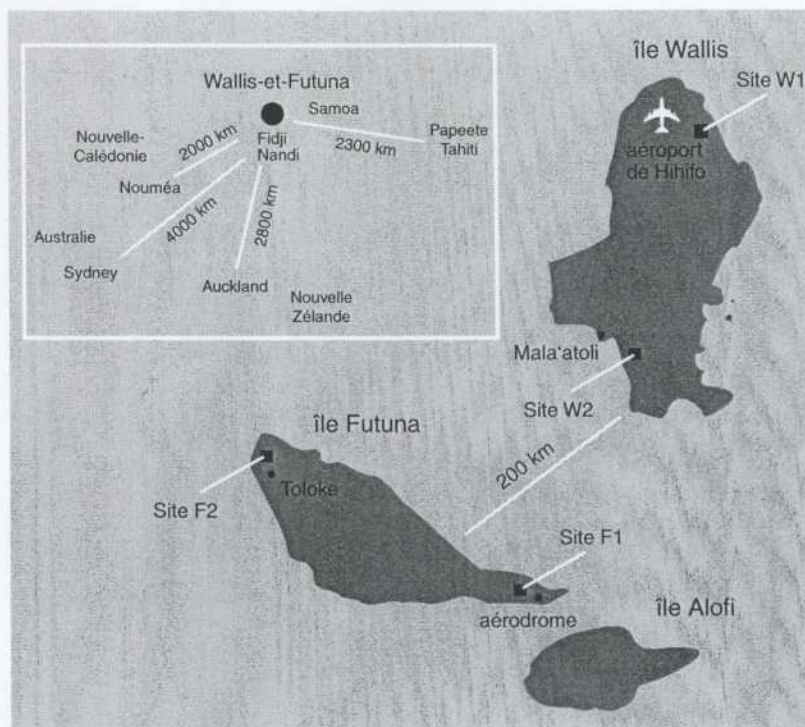 île Wallis
Site W1
Wallis-et-Futuna
Samoa
Nouvelle-
Calédonie
2000 km
Fidji
Nandi
2300 km
Papeete
Tahiti
aéroport
de Hihifo
Nouméa
4000 km
2800 km
Australie
Sydney
Auckland
Nouvelle
Zélande
Mala'atoli
Site W2
île Futuna
200 km
Toloke
Site F2
Site F1
île Alofi
aérodrome